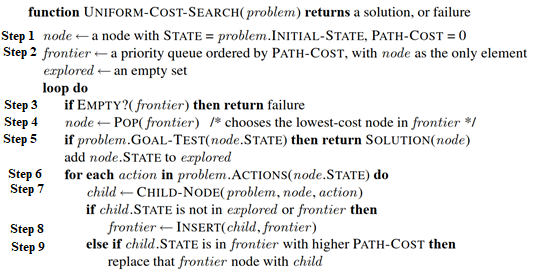 function UNIFORM-COST-SEARCH(problem) returns a solution, or failure
Step 1 node ← a node with STATE = problem.INITIAL-STATE, PATH-COST = 0
Step 2 frontier ← a priority queue ordered by PATH-COST, with node as the only element
explored ← an empty set
loop do
Step 3 if EMPTY?(frontier) then return failure
Step 4 node ← POP(frontier) /* chooses the lowest-cost node in frontier */
Step 5 if problem.GOAL-TEST(node.STATE) then return SOLUTION(node)
add node.STATE to explored
Step 6 for each action in problem.ACTIONS(node.STATE) do
Step 7 child ← CHILD-NODE(problem, node, action)
if child.STATE is not in explored or frontier then
Step 8 frontier ← INSERT(child, frontier)
Step 9 else if child.STATE is in frontier with higher PATH-COST then
replace that frontier node with child